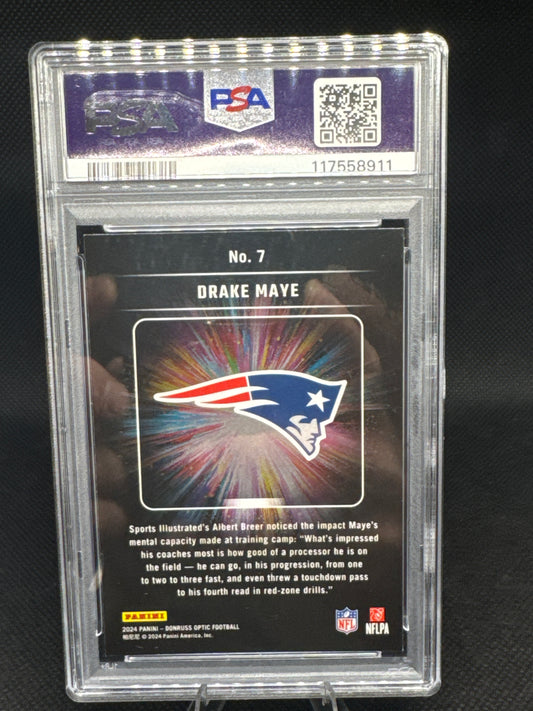 PSA
PSA
117558911
No. 7
DRAKE MAYE
Sports Illustrated's Albert Breer noticed the impact Maye's
mental capacity made at training camp: “What's impressed
his coaches most is how good of a processor he is on
the field — he can go, in his progression, from one
to two to three fast, and even threw a touchdown pass
to his fourth read in red-zone drills.”
PANINI
2024 PANINI – DONRUSS OPTIC FOOTBALL
帕尼尼 © 2024 Panini America, Inc.
NFL
NFLPA